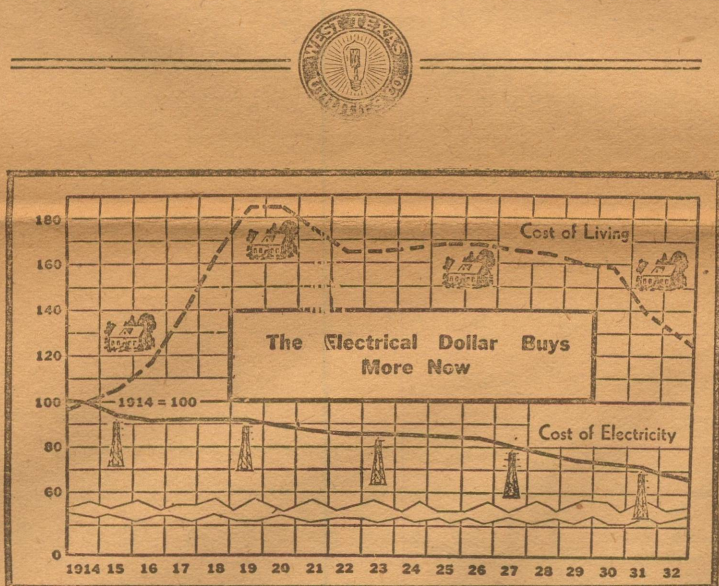 WEST TEXAS
UTILITIES CO
180
160
140
120
100
80
60
0
Cost of Living
The Electrical Dollar Buys
More Now
1914 = 100
Cost of Electricity
1914 15 16 17 18 19 20 21 22 23 24 25 26 27 28 29 30 31 32